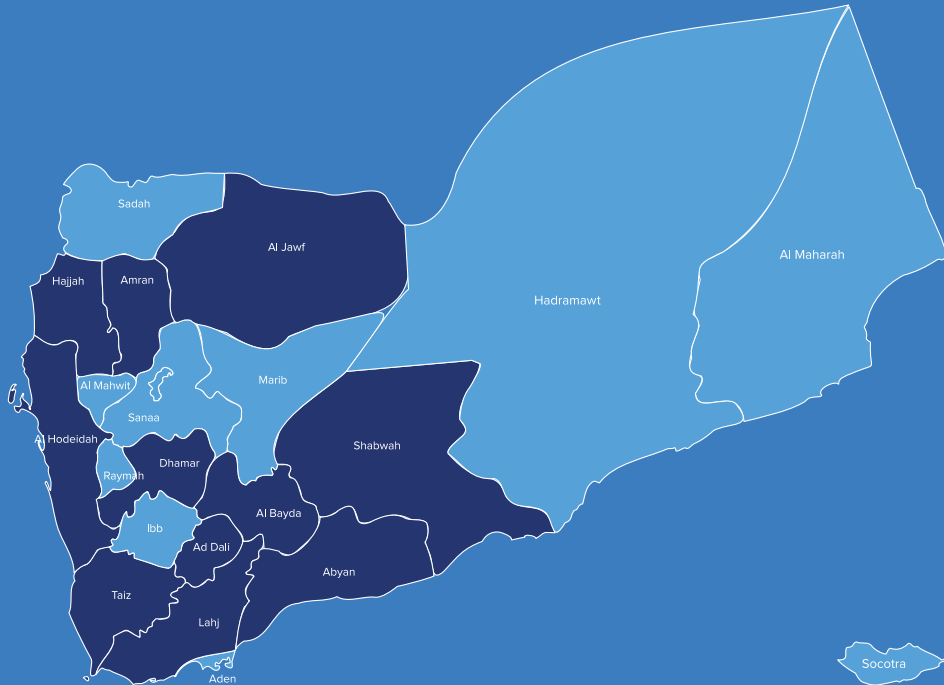 Sadah
Al Jawf
Al Maharah
Hajjah
Amran
Hadramawt
Marib
Al Mahwit
Sanaa
Al Hodeidah
Shabwah
Dhamar
Raymah
Al Bayda
Ibb
Ad Dali
Abyan
Taiz
Lahj
Socotra
Aden